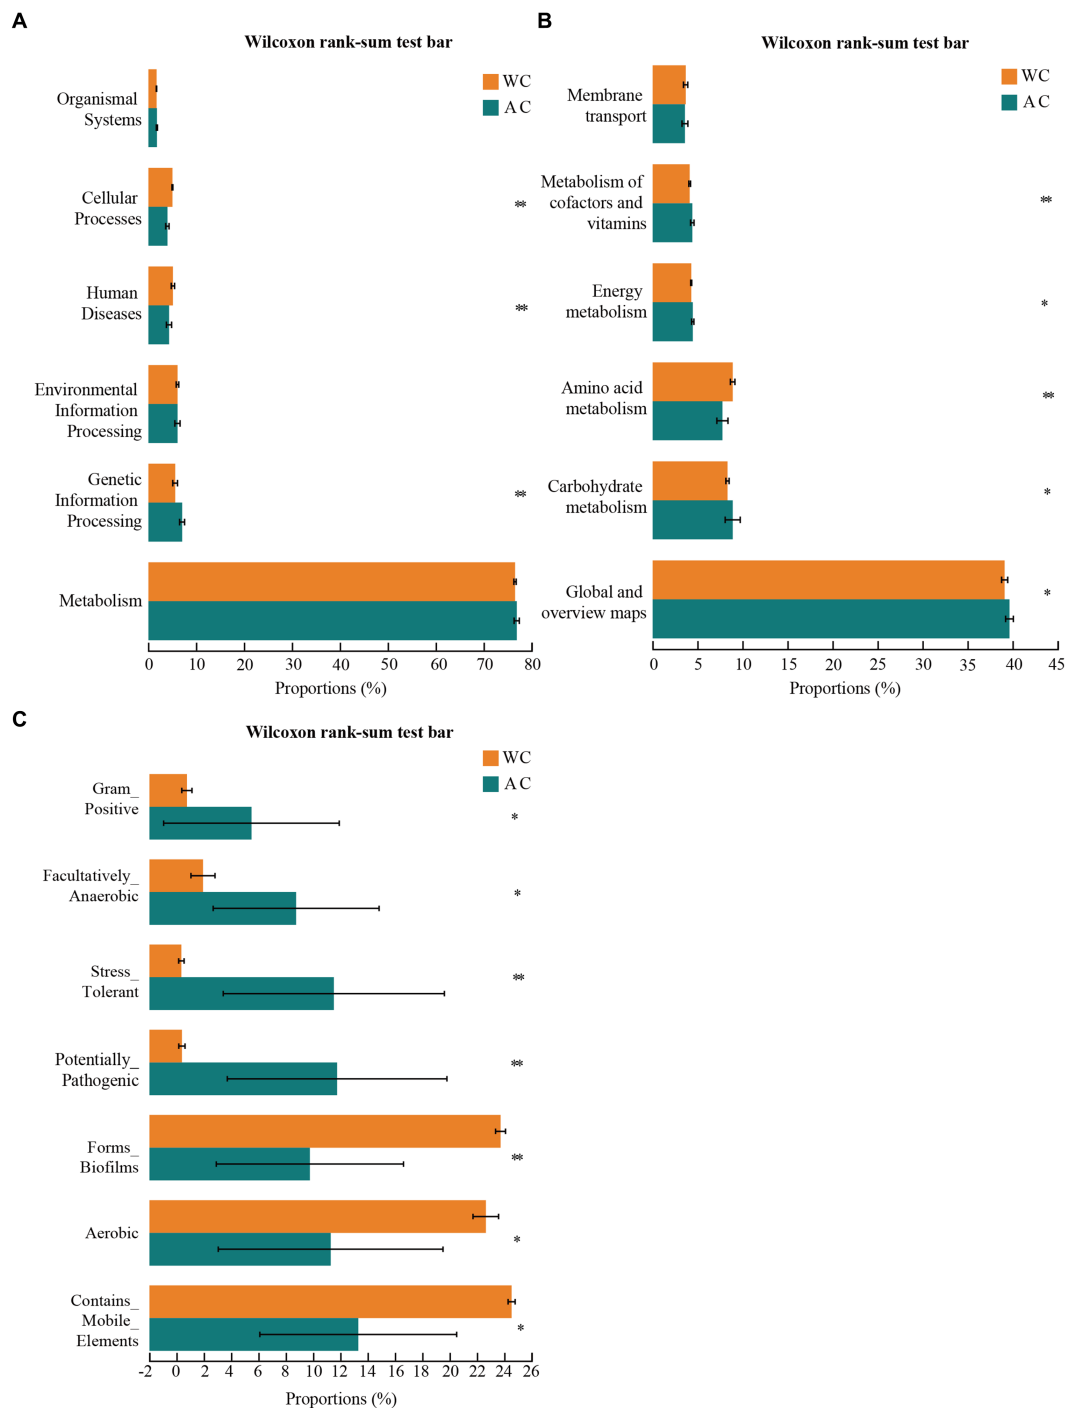 A
Wilcoxon rank-sum test bar
WC
AC
Organismal
Systems
Cellular
Processes
**
Human
Diseases
**
Environmental
Information
Processing
Genetic
Information
Processing
**
Metabolism
0 10 20 30 40 50 60 70 80
Proportions (%)
B
Wilcoxon rank-sum test bar
WC
AC
Membrane
transport
Metabolism of
cofactors and
vitamins
**
Energy
metabolism
*
Amino acid
metabolism
**
Carbohydrate
metabolism
*
Global and
overview maps
*
0 5 10 15 20 25 30 35 40 45
Proportions (%)
C
Wilcoxon rank-sum test bar
WC
AC
Gram_
Positive
*
Facultatively_
Anaerobic
*
Stress_
Tolerant
**
Potentially_
Pathogenic
**
Forms_
Biofilms
**
Aerobic
*
Contains_
Mobile_
Elements
*
-2 0 2 4 6 8 10 12 14 16 18 20 22 24 26
Proportions (%)